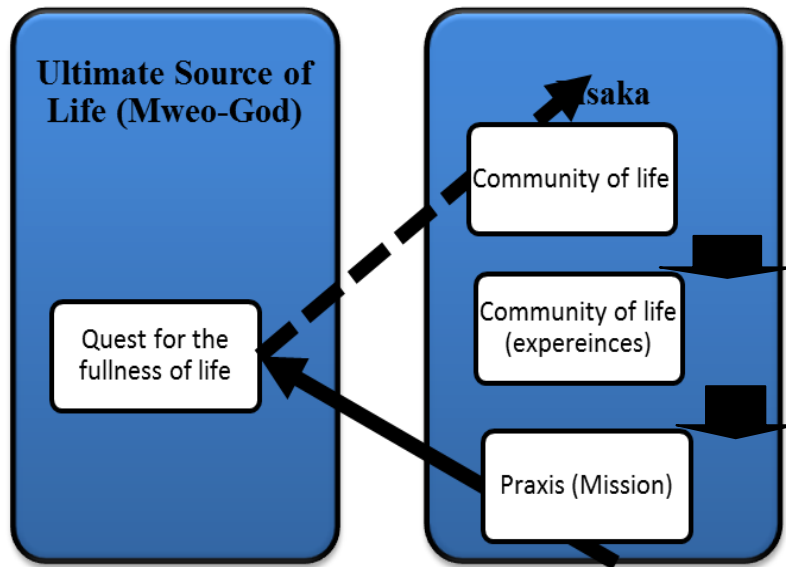 Ultimate Source of
Life (Mweo-God)
Quest for the
fullness of life
Community of life
Community of life
(expereinces)
Praxis (Mission)